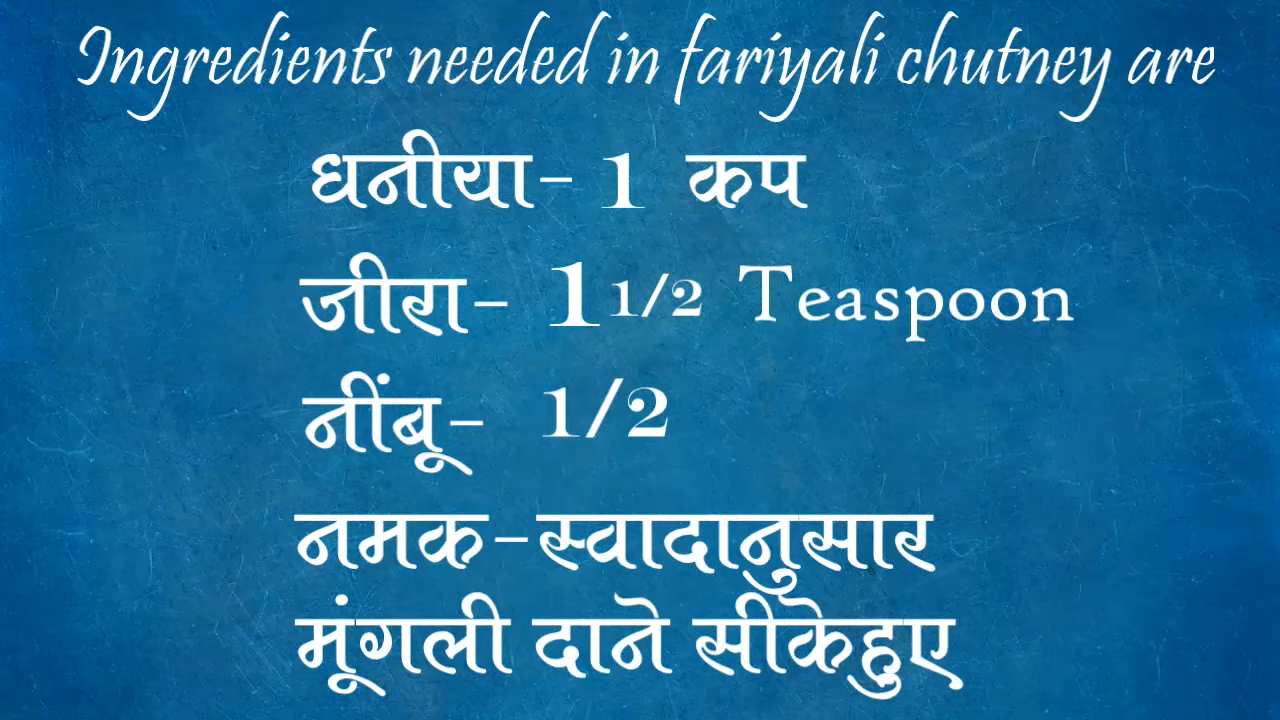 Ingredients needed in fariyali chutney are
धनीया- 1 कप
जीरा- 1 1/2 Teaspoon
नींबू- 1/2
नमक-स्वादानुसार
मूंगली दाने सीकेहुए